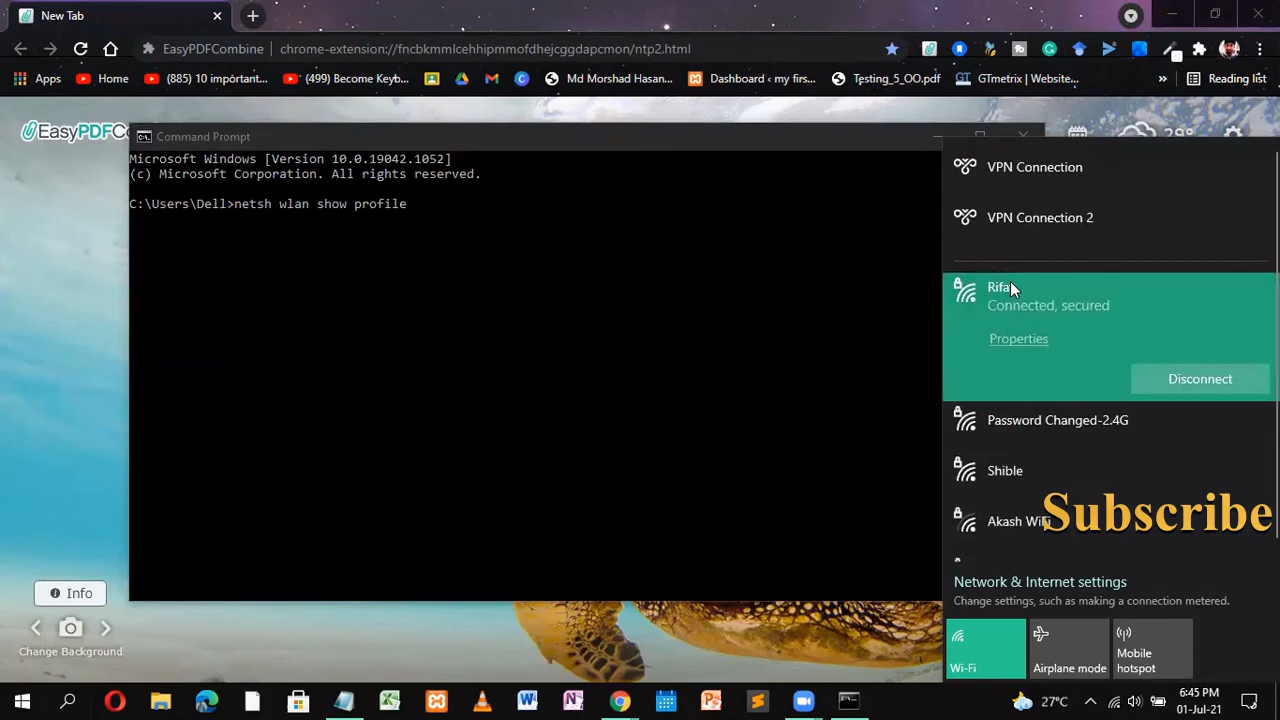 New Tab
EasyPDFCombine
chrome-extension://fncbkmmlcehhipmmofdhejcggdapcmon/ntp2.html
Apps
Home
(885) 10 important...
(499) Become Keyb...
Md Morshad Hasan...
Dashboard ‹ my firs...
Testing_5_OO.pdf
GTmetrix | Website...
»
Reading list
Command Prompt
29°
Microsoft Windows [Version 10.0.19042.1052]
(c) Microsoft Corporation. All rights reserved.
C:\Users\Dell>netsh wlan show profile
VPN Connection
VPN Connection 2
Connected, secured
Properties
Disconnect
Password Changed-2.4G
Shible
Akash WiFi
Subscribe
Network & Internet settings
Change settings, such as making a connection metered.
Wi-Fi
Airplane mode
Mobile
hotspot
Info
Change Background
27°C
6:45 PM
01-Jul-21